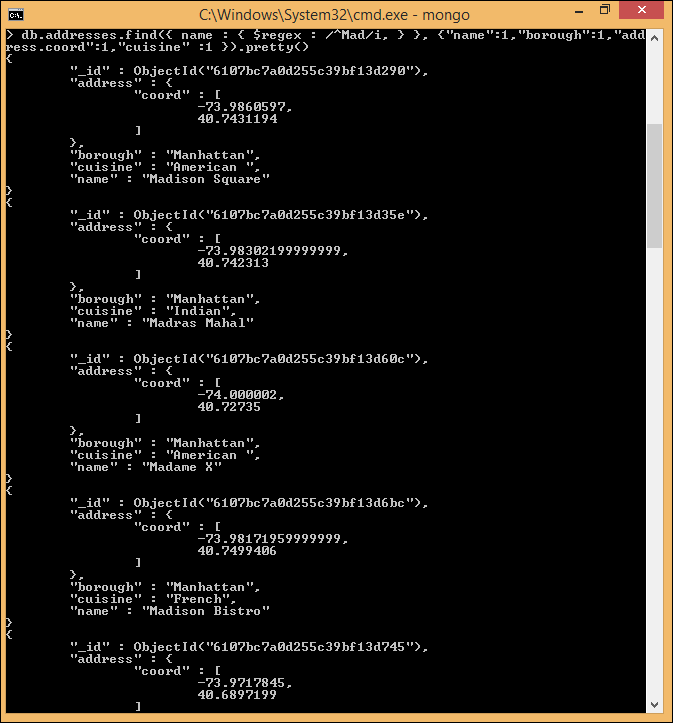 C:\Windows\System32\cmd.exe - mongo
> db.addresses.find({ name : { $regex : /^Mad/i, } }, {"name":1,"borough":1,"add
ress.coord":1,"cuisine" :1 }).pretty()
{
"_id" : ObjectId("6107bc7a0d255c39bf13d290"),
"address" : {
"coord" : [
-73.9860597,
40.7431194
]
},
"borough" : "Manhattan",
"cuisine" : "American ",
"name" : "Madison Square"
}
{
"_id" : ObjectId("6107bc7a0d255c39bf13d35e"),
"address" : {
"coord" : [
-73.98302199999999,
40.742313
]
},
"borough" : "Manhattan",
"cuisine" : "Indian",
"name" : "Madras Mahal"
}
{
"_id" : ObjectId("6107bc7a0d255c39bf13d60c"),
"address" : {
"coord" : [
-74.000002,
40.72735
]
},
"borough" : "Manhattan",
"cuisine" : "American ",
"name" : "Madame X"
}
{
"_id" : ObjectId("6107bc7a0d255c39bf13d6bc"),
"address" : {
"coord" : [
-73.98171959999999,
40.7499406
]
},
"borough" : "Manhattan",
"cuisine" : "French",
"name" : "Madison Bistro"
}
{
"_id" : ObjectId("6107bc7a0d255c39bf13d745"),
"address" : {
"coord" : [
-73.9717845,
40.6897199
]